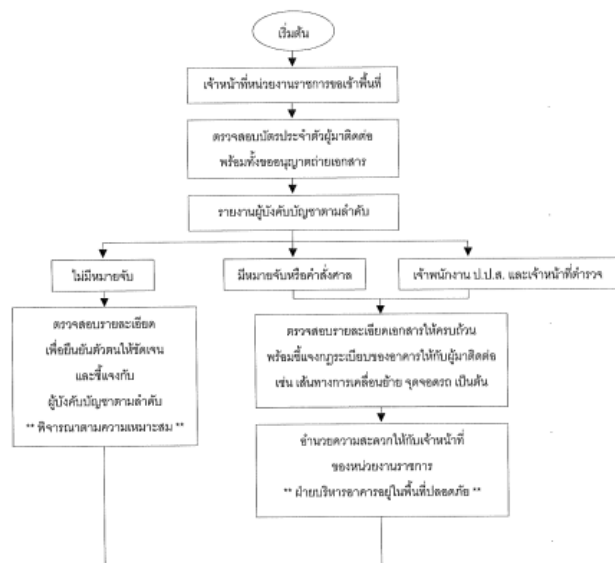 เริ่มต้น
เจ้าหน้าที่หน่วยงานราชการขอเข้าพื้นที่
ตรวจสอบบัตรประจำตัวผู้มาติดต่อ
พร้อมทั้งขออนุญาตถ่ายเอกสาร
รายงานผู้บังคับบัญชาตามลำดับ
ไม่มีหมายจับ
มีหมายจับหรือคำสั่งศาล
เจ้าพนักงาน ป.ป.ส. และเจ้าหน้าที่ตำรวจ
ตรวจสอบรายละเอียด
เพื่อยืนยันตัวตนให้ชัดเจน
และชี้แจงกับ
ผู้บังคับบัญชาตามลำดับ
** พิจารณาตามความเหมาะสม **
ตรวจสอบรายละเอียดเอกสารให้ครบถ้วน
พร้อมชี้แจงกฎระเบียบของอาคารให้กับผู้มาติดต่อ
เช่น เส้นทางการเคลื่อนย้าย จุดจอดรถ เป็นต้น
อำนวยความสะดวกให้กับเจ้าหน้าที่
ของหน่วยงานราชการ
** ฝ่ายบริหารอาคารอยู่ในพื้นที่ปลอดภัย **